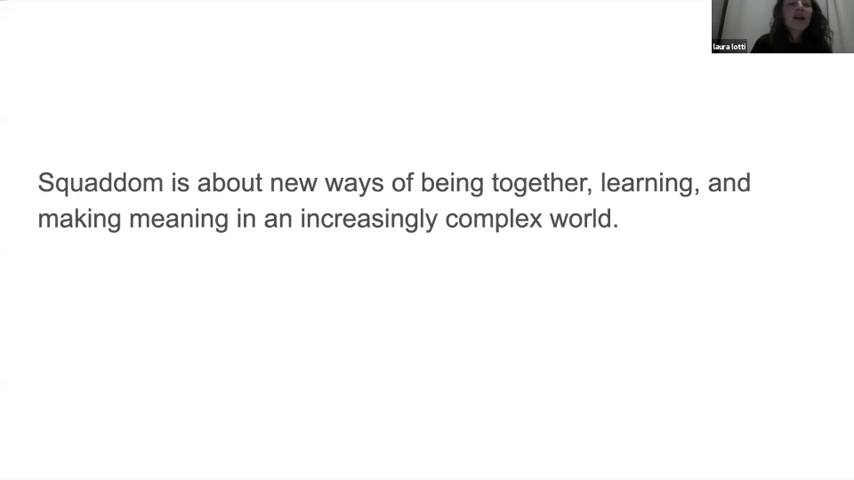 laura lotti
Squaddom is about new ways of being together, learning, and
making meaning in an increasingly complex world.